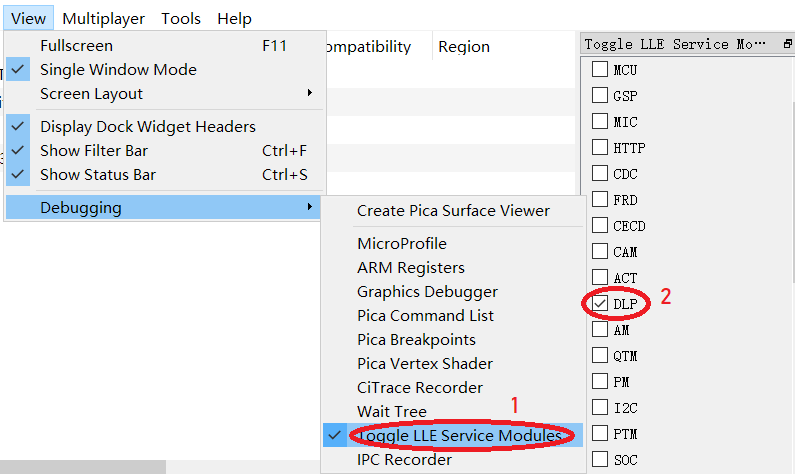 View Multiplayer Tools Help
Fullscreen F11
Single Window Mode
Screen Layout
Display Dock Widget Headers
Show Filter Bar Ctrl+F
Show Status Bar Ctrl+S
Debugging
ompatibility Region
Create Pica Surface Viewer
MicroProfile
ARM Registers
Graphics Debugger
Pica Command List
Pica Breakpoints
Pica Vertex Shader
CiTrace Recorder
Wait Tree
1
Toggle LLE Service Modules
IPC Recorder
Toggle LLE Service Mo…
MCU
GSP
MIC
HTTP
CDC
FRD
CECD
CAM
ACT
DLP 2
AM
QTM
PM
I2C
PTM
SOC